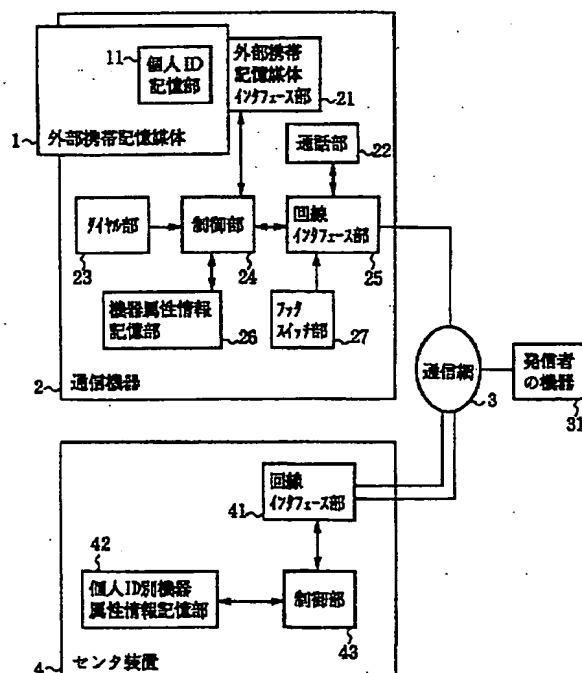 11
個人ID
記憶部
外部携帯
記憶媒体
インタフェース部
21
1
外部携帯記憶媒体
通話部
22
ダイヤル部
23
制御部
24
回線
インタフェース部
25
機器属性情報
記憶部
26
フック
スイッチ部
27
2
通信機器
通信網
3
発信者
の機器
31
回線
インタフェース部
41
42
個人ID別機器
属性情報記憶部
制御部
43
4
センタ装置